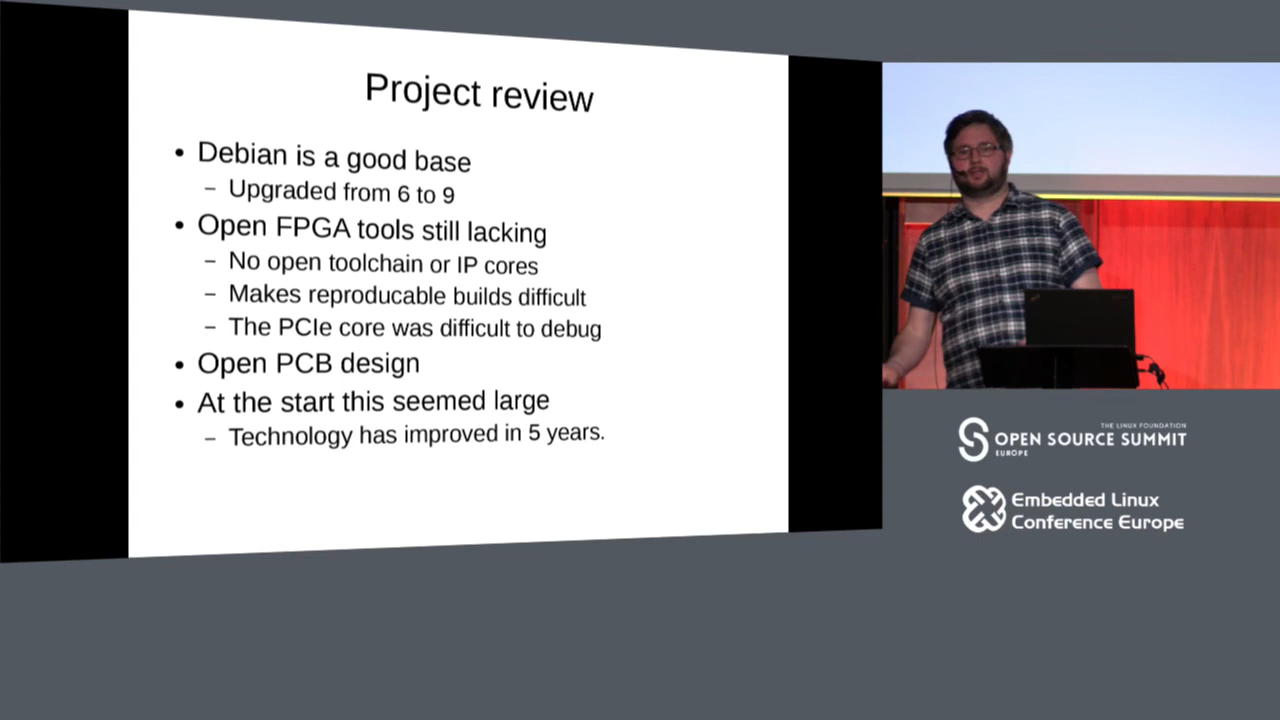 Project review
• Debian is a good base
– Upgraded from 6 to 9
• Open FPGA tools still lacking
– No open toolchain or IP cores
– Makes reproducable builds difficult
– The PCIe core was difficult to debug
• Open PCB design
• At the start this seemed large
– Technology has improved in 5 years.
THE LINUX FOUNDATION
OPEN SOURCE SUMMIT
EUROPE
Embedded Linux
Conference Europe